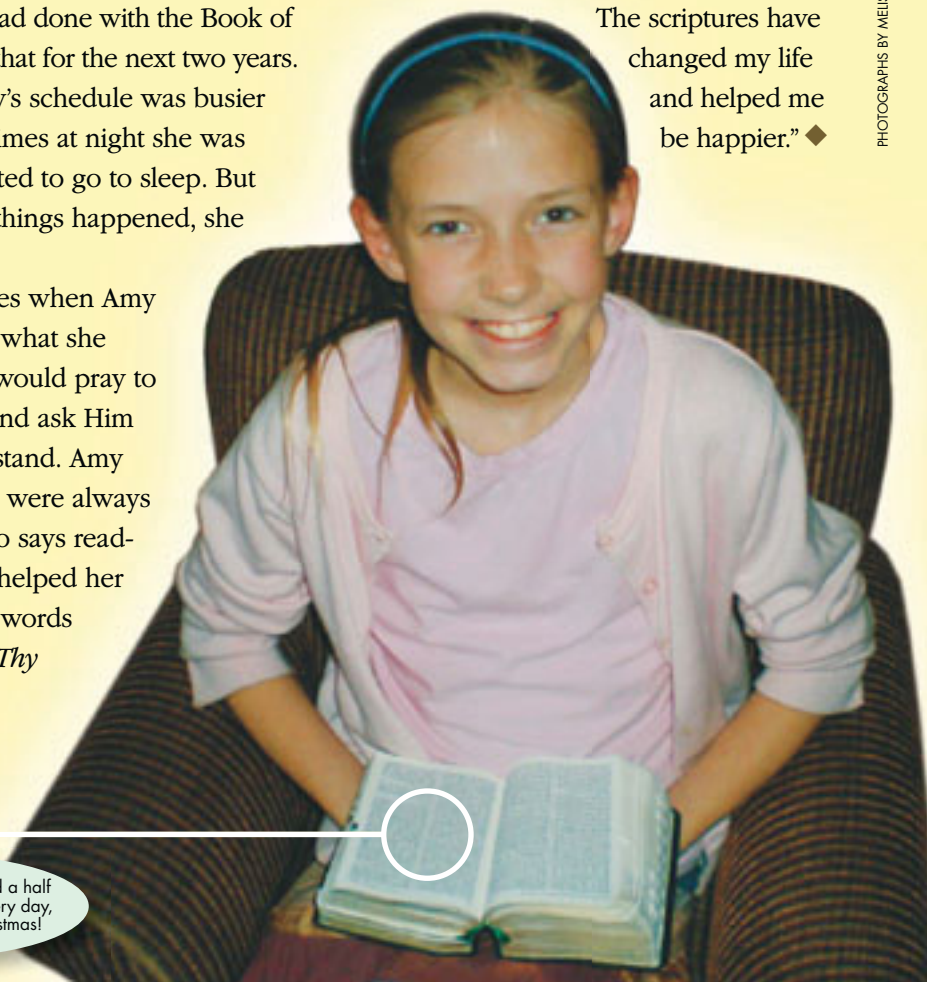 ad done with the Book of
hat for the next two years.
y's schedule was busier
mes at night she was
ted to go to sleep. But
things happened, she
es when Amy
what she
would pray to
nd ask Him
stand. Amy
were always
o says read-
helped her
words
Thy
The scriptures have
changed my life
and helped me
be happier." ◆
PHOTOGRAPHS BY MELIS
d a half
ry day,
stmas!